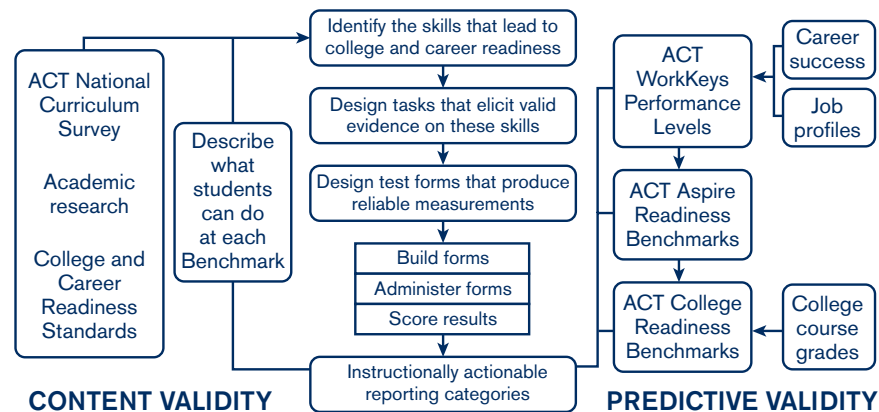 ACT National
Curriculum
Survey
Academic
research
College and
Career
Readiness
Standards
Describe
what
students
can do
at each
Benchmark
Identify the skills that lead to
college and career readiness
Design tasks that elicit valid
evidence on these skills
Design test forms that produce
reliable measurements
Build forms
Administer forms
Score results
Instructionally actionable
reporting categories
ACT
WorkKeys
Performance
Levels
ACT Aspire
Readiness
Benchmarks
ACT College
Readiness
Benchmarks
Career
success
Job
profiles
College
course
grades
CONTENT VALIDITY
PREDICTIVE VALIDITY